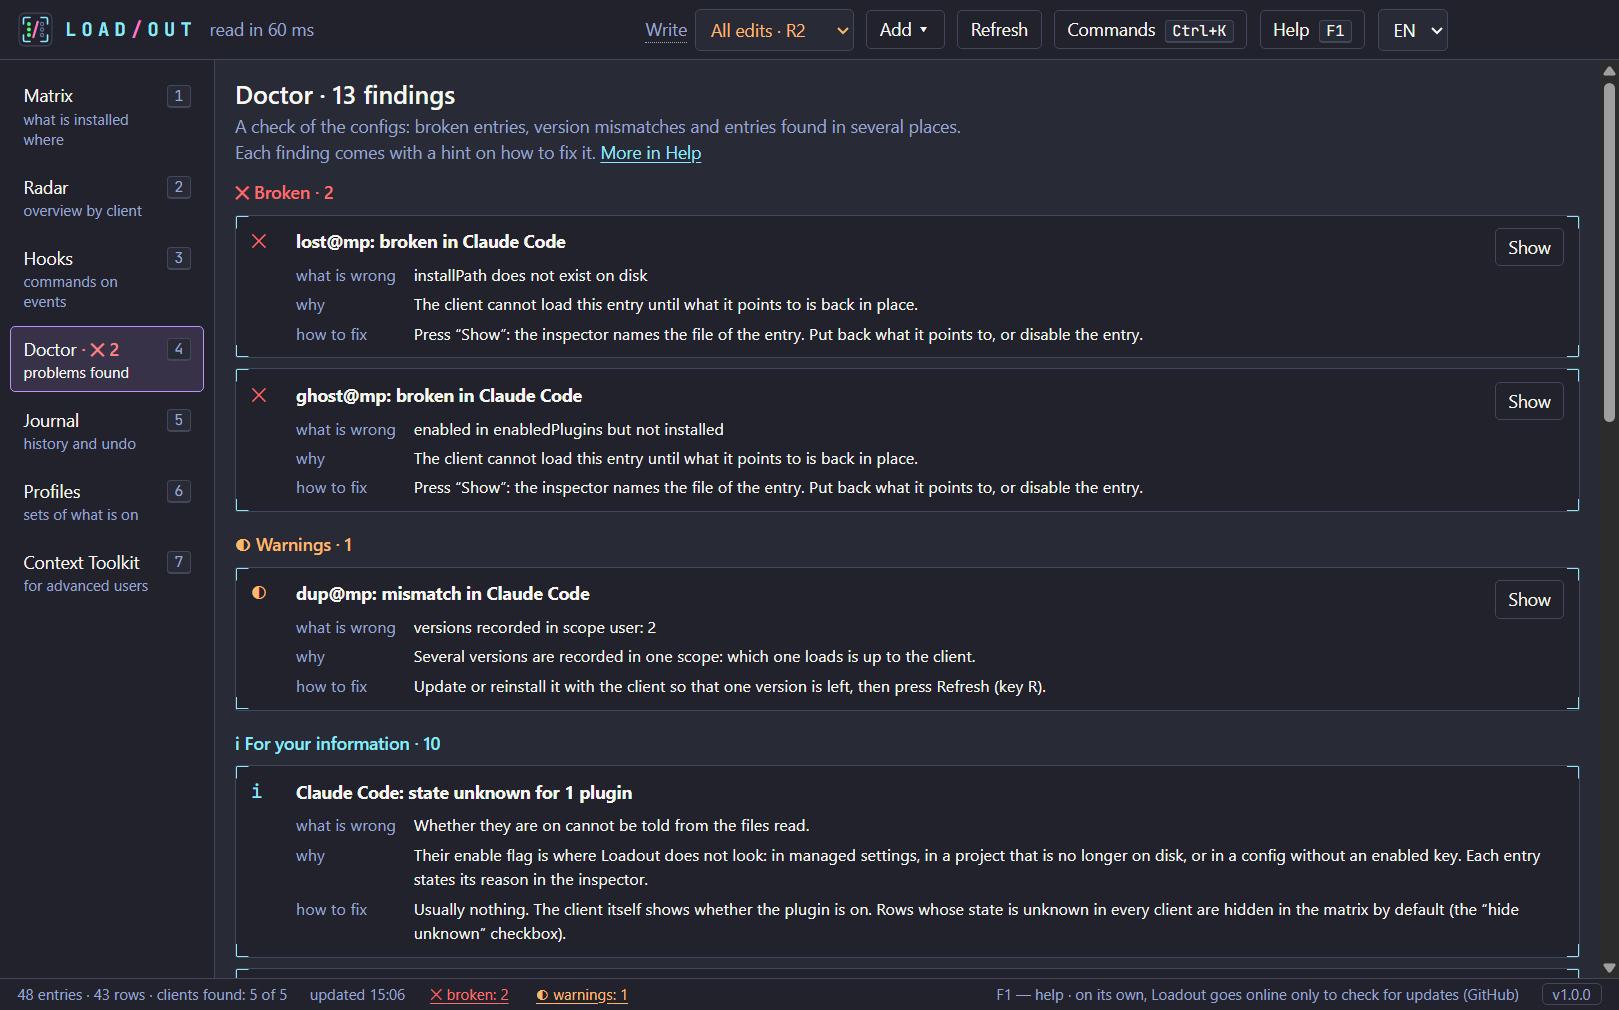 LOAD/OUT read in 60 ms Write All edits · R2 Add ▼ Refresh Commands Ctrl+K Help F1 EN
Matrix 1
what is installed
where
Radar 2
overview by client
Hooks 3
commands on
events
Doctor · ✕ 2 4
problems found
Journal 5
history and undo
Profiles 6
sets of what is on
Context Toolkit 7
for advanced users
Doctor · 13 findings
A check of the configs: broken entries, version mismatches and entries found in several places.
Each finding comes with a hint on how to fix it. More in Help
✕ Broken · 2
✕ lost@mp: broken in Claude Code Show
what is wrong installPath does not exist on disk
why The client cannot load this entry until what it points to is back in place.
how to fix Press “Show”: the inspector names the file of the entry. Put back what it points to, or disable the entry.
✕ ghost@mp: broken in Claude Code Show
what is wrong enabled in enabledPlugins but not installed
why The client cannot load this entry until what it points to is back in place.
how to fix Press “Show”: the inspector names the file of the entry. Put back what it points to, or disable the entry.
◐ Warnings · 1
◐ dup@mp: mismatch in Claude Code Show
what is wrong versions recorded in scope user: 2
why Several versions are recorded in one scope: which one loads is up to the client.
how to fix Update or reinstall it with the client so that one version is left, then press Refresh (key R).
i For your information · 10
i Claude Code: state unknown for 1 plugin
what is wrong Whether they are on cannot be told from the files read.
why Their enable flag is where Loadout does not look: in managed settings, in a project that is no longer on disk, or in a config without an enabled key. Each entry
states its reason in the inspector.
how to fix Usually nothing. The client itself shows whether the plugin is on. Rows whose state is unknown in every client are hidden in the matrix by default (the “hide
unknown” checkbox).
48 entries · 43 rows · clients found: 5 of 5 updated 15:06 ✕ broken: 2 ◐ warnings: 1 F1 — help · on its own, Loadout goes online only to check for updates (GitHub) v1.0.0